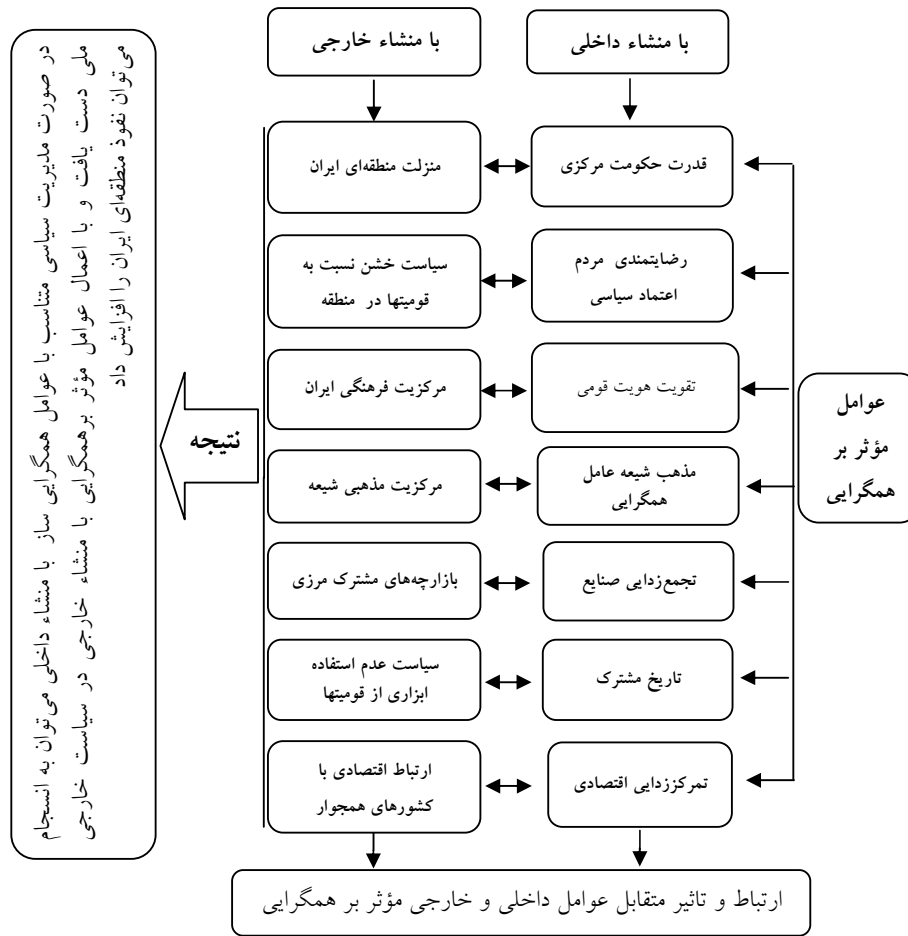 با منشاء داخلی
با منشاء خارجی
قدرت حکومت مرکزی
منزلت منطقه‌ای ایران
رضایتمندی مردم
اعتماد سیاسی
سیاست خشن نسبت به
قومیتها در منطقه
تقویت هویت قومی
مرکزیت فرهنگی ایران
مذهب شیعه عامل
همگرایی
مرکزیت مذهبی شیعه
تجمع‌زدایی صنایع
بازارچه‌های مشترک مرزی
تاریخ مشترک
سیاست عدم استفاده
ابزاری از قومیتها
تمرکززدایی اقتصادی
ارتباط اقتصادی با
کشورهای همجوار
عوامل
مؤثر بر
همگرایی
نتیجه
در صورت مدیریت سیاسی متناسب با عوامل همگرایی ساز با منشاء داخلی می‌توان به انسجام
ملی دست یافت و با اعمال عوامل مؤثر برهمگرایی با منشاء خارجی در سیاست خارجی
می‌توان نفوذ منطقه‌ای ایران را افزایش داد
ارتباط و تاثیر متقابل عوامل داخلی و خارجی مؤثر بر همگرایی